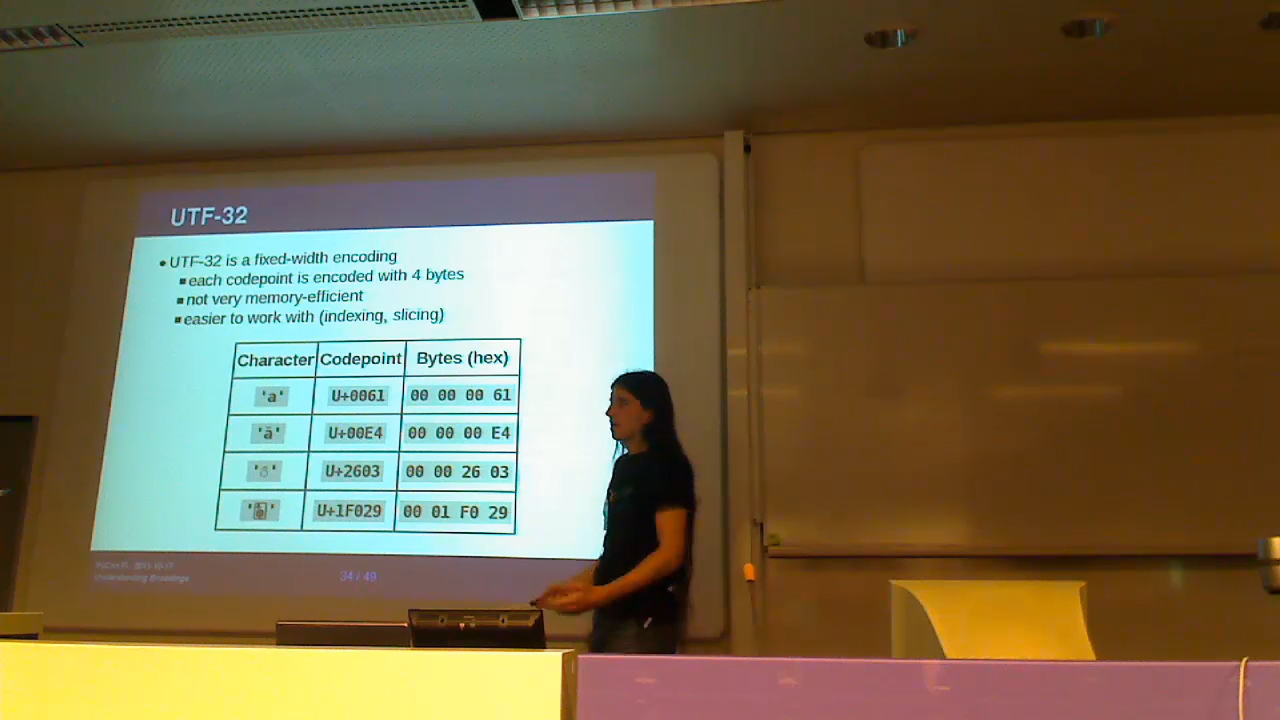 UTF-32
• UTF-32 is a fixed-width encoding
▪ each codepoint is encoded with 4 bytes
▪ not very memory-efficient
▪ easier to work with (indexing, slicing)
Character Codepoint Bytes (hex)
'a' U+0061 00 00 00 61
'ä' U+00E4 00 00 00 E4
'☃' U+2603 00 00 26 03
'🀩' U+1F029 00 01 F0 29
Understanding Encodings
34 / 49